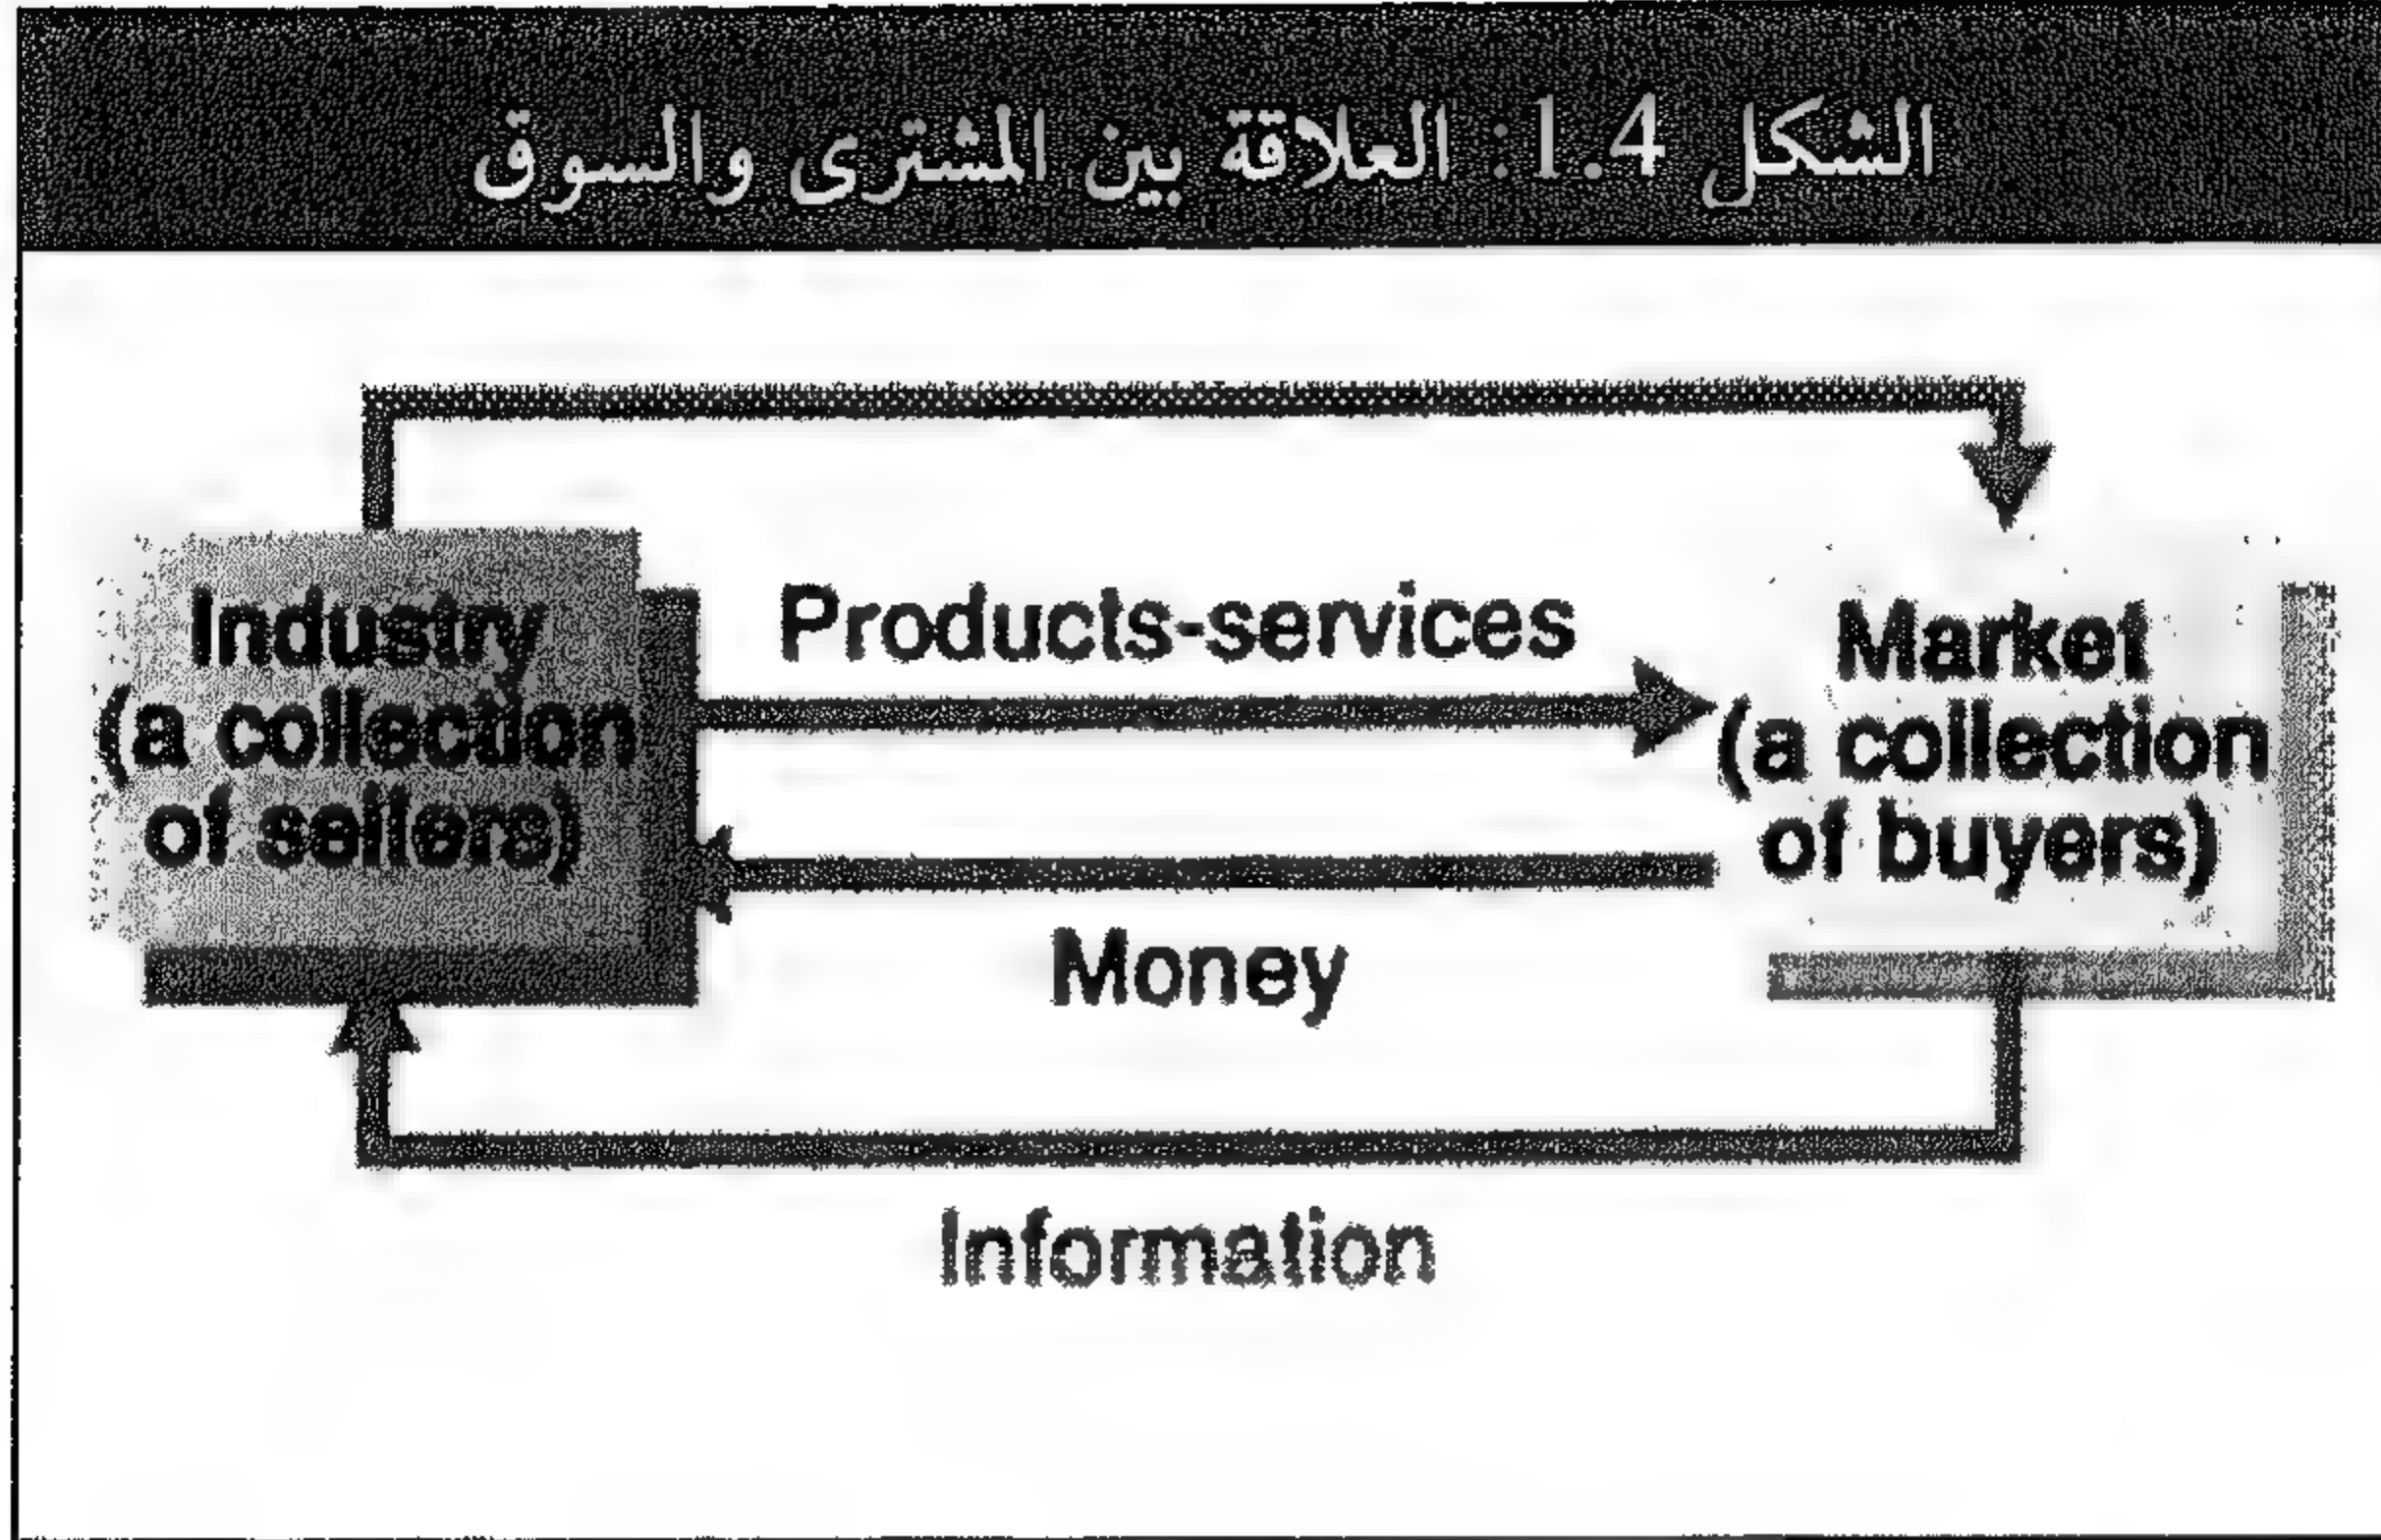 الشكل 1.4: العلاقة بين المشترى والسوق
Industry
(a collection
of sellers)
Products-services
Market
(a collection
of buyers)
Money
Information